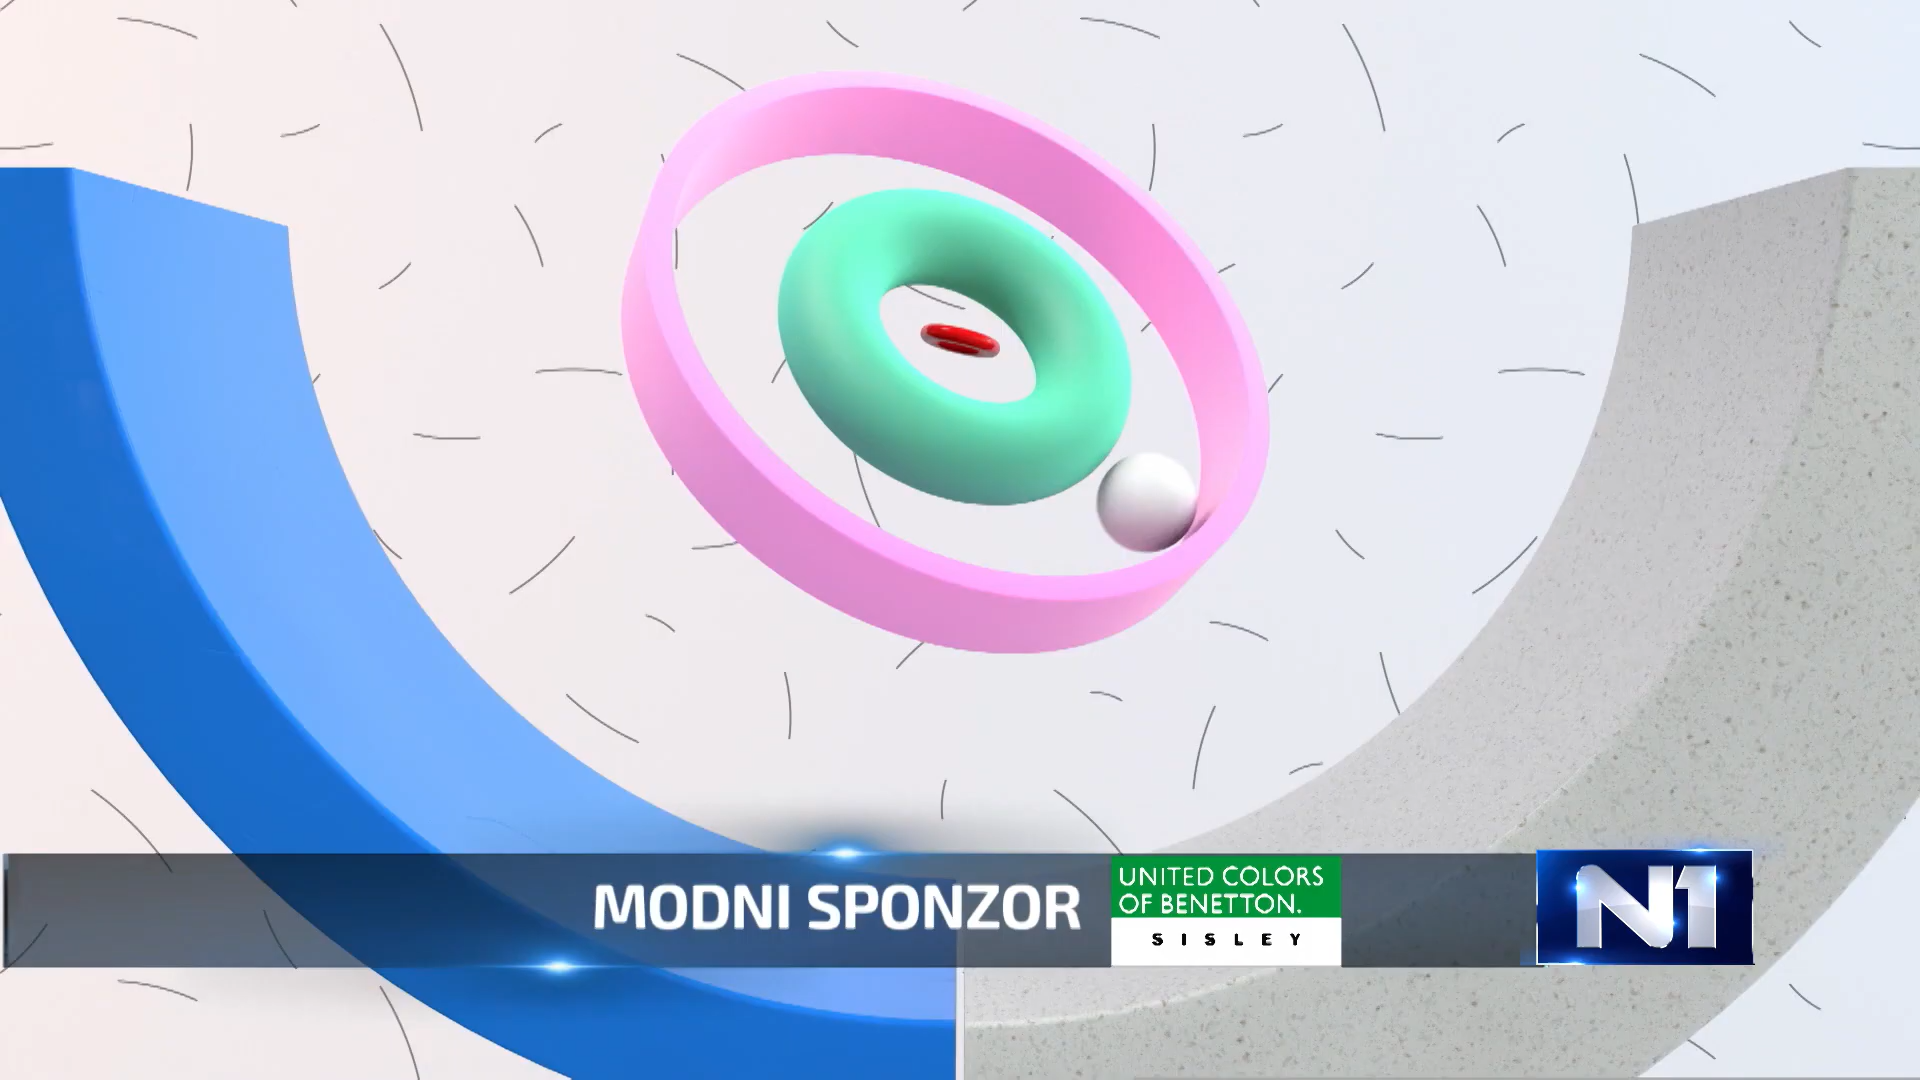 MODNI SPONZOR
UNITED COLORS
OF BENETTON.
SISLEY
N1